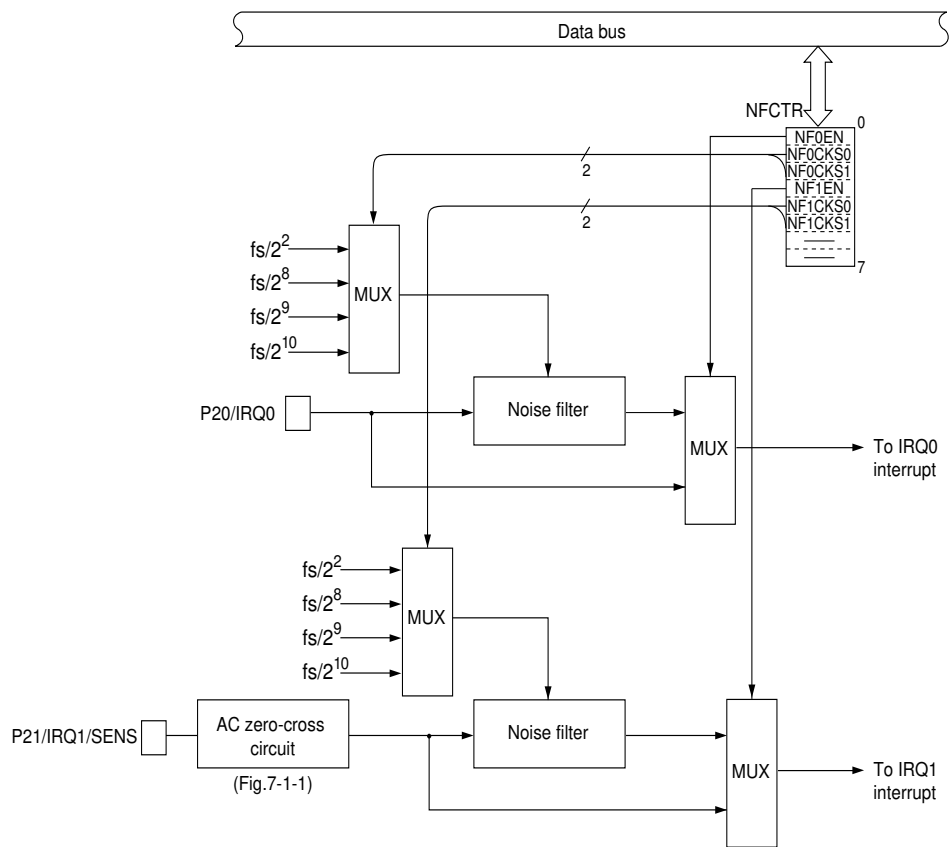 Data bus
NFCTR
0
NF0EN
NF0CKS0
NF0CKS1
NF1EN
NF1CKS0
NF1CKS1
7
2
2
fs/2^2
fs/2^8
fs/2^9
fs/2^10
MUX
P20/IRQ0
Noise filter
MUX
To IRQ0
interrupt
fs/2^2
fs/2^8
fs/2^9
fs/2^10
MUX
P21/IRQ1/SENS
AC zero-cross
circuit
(Fig.7-1-1)
Noise filter
MUX
To IRQ1
interrupt